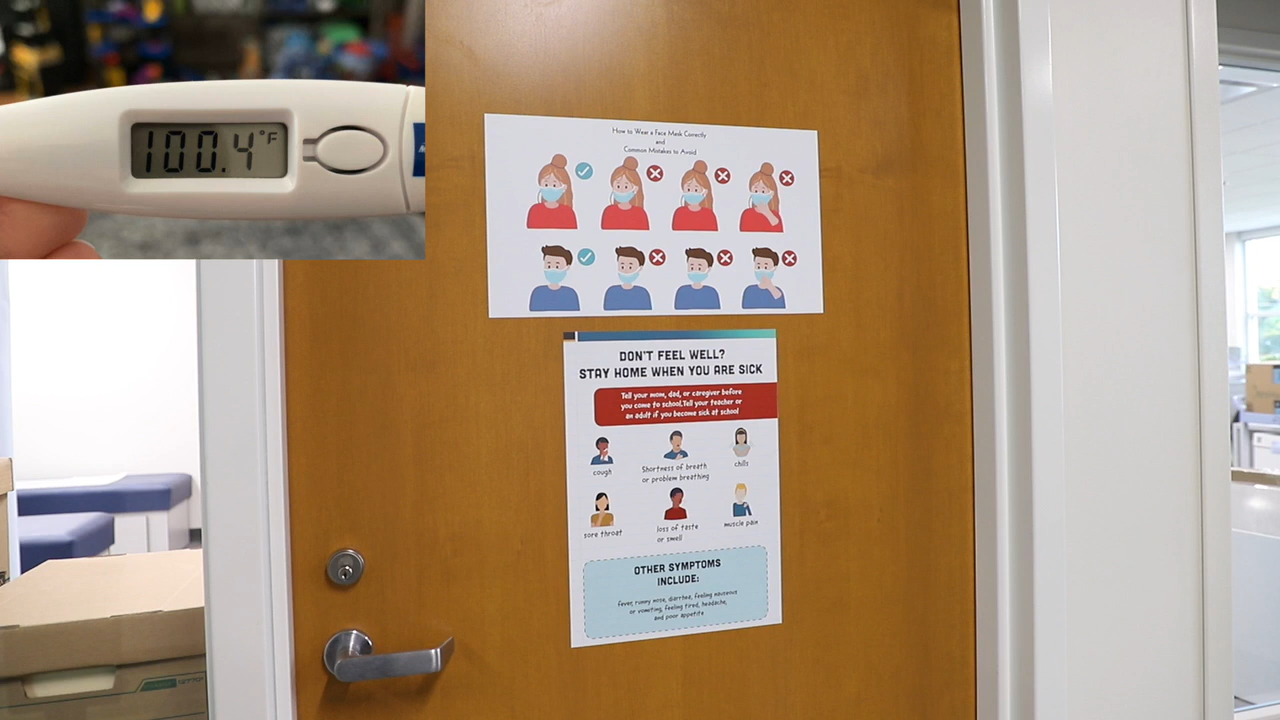 100.4°F
How to Wear a Face Mask Correctly
and
Common Mistakes to Avoid
DON'T FEEL WELL?
STAY HOME WHEN YOU ARE SICK
Tell your mom, dad, or caregiver before
you come to school.Tell your teacher or
an adult if you become sick at school
cough
Shortness of breath
or problem breathing
chills
sore throat
loss of taste
or smell
muscle pain
OTHER SYMPTOMS
INCLUDE:
fever, runny nose, diarrhea, feeling nauseous
or vomiting, feeling tired, headache,
and poor appetite